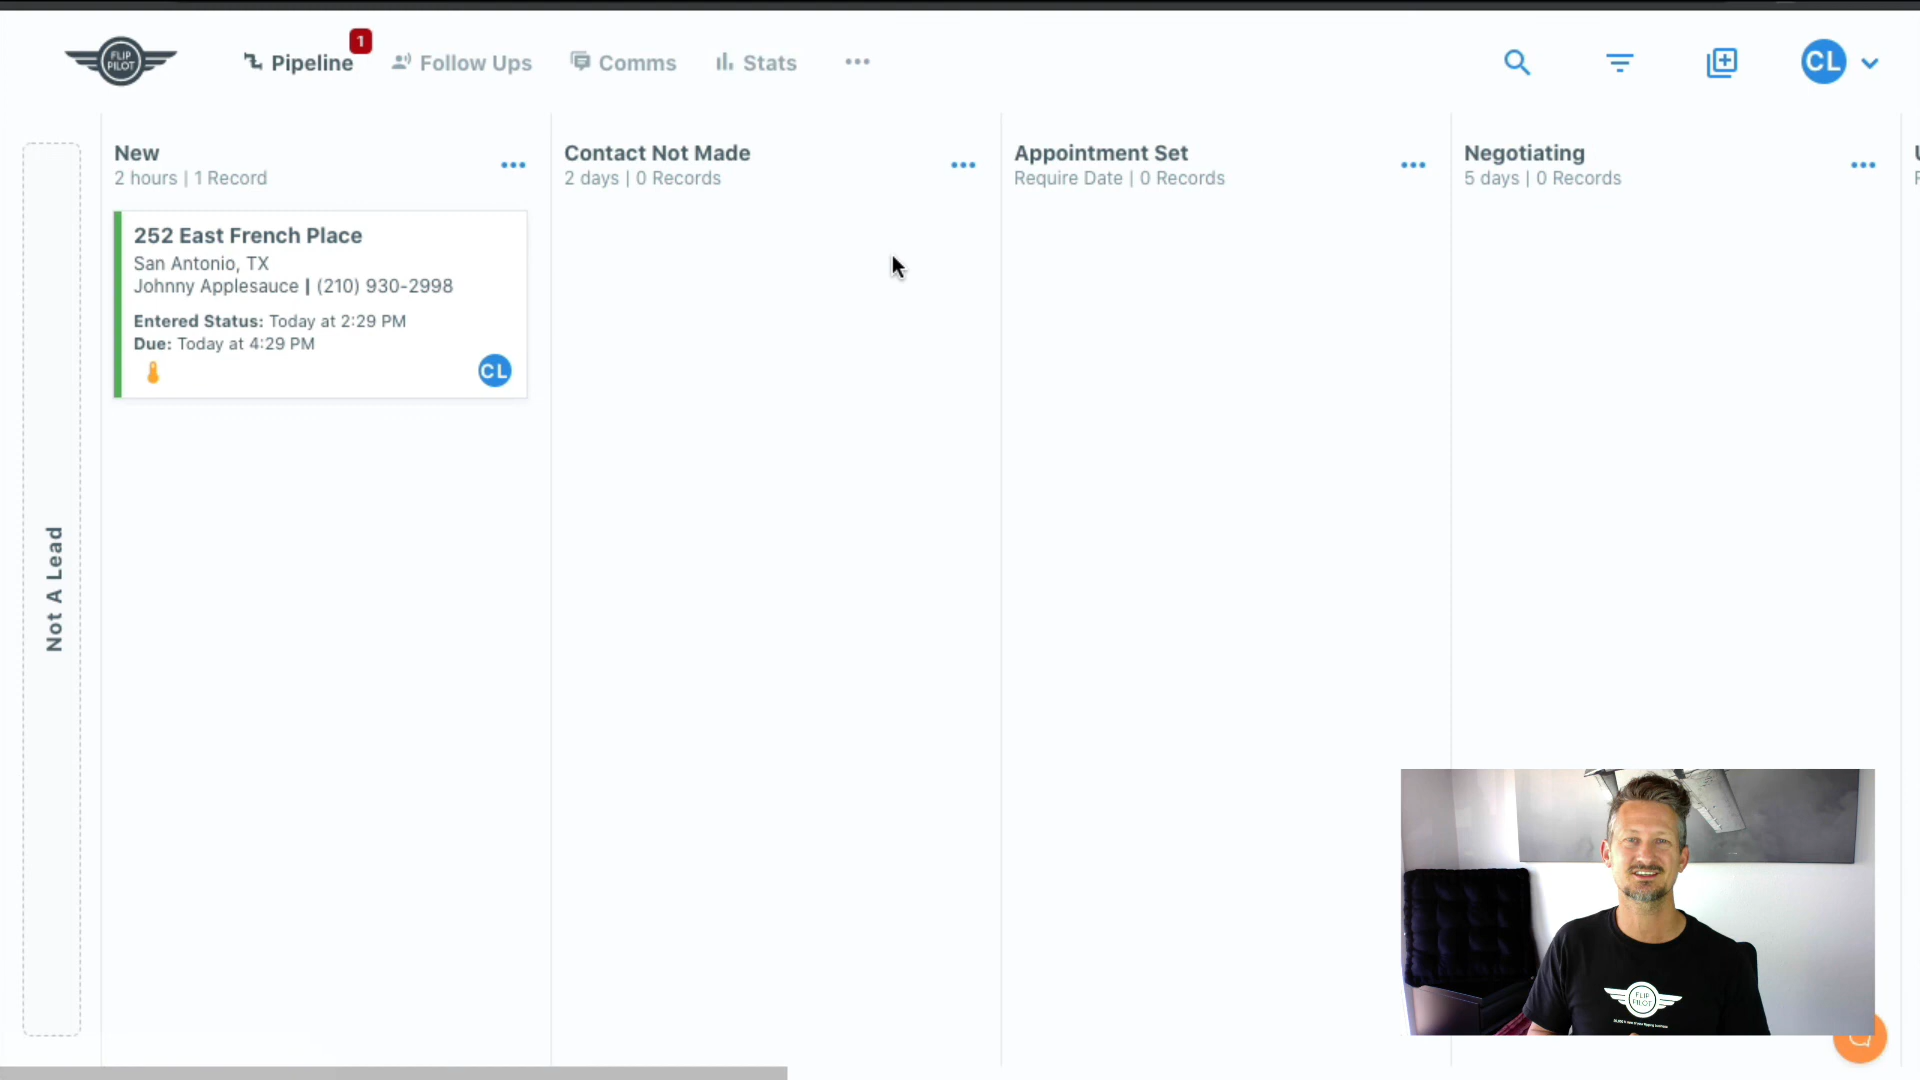 FLIP
PILOT
Pipeline
1
Follow Ups
Comms
Stats
CL
Not A Lead
New
2 hours | 1 Record
252 East French Place
San Antonio, TX
Johnny Applesauce | (210) 930-2998
Entered Status: Today at 2:29 PM
Due: Today at 4:29 PM
CL
Contact Not Made
2 days | 0 Records
Appointment Set
Require Date | 0 Records
Negotiating
5 days | 0 Records
FLIP
PILOT